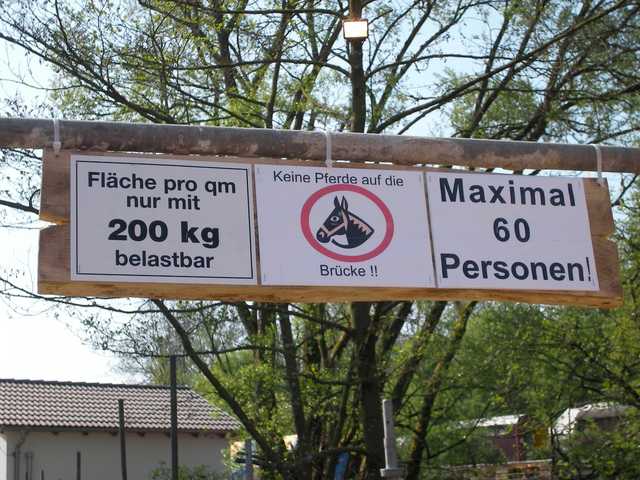 Fläche pro qm
nur mit
200 kg
belastbar
Keine Pferde auf die
Brücke !!
Maximal
60
Personen!